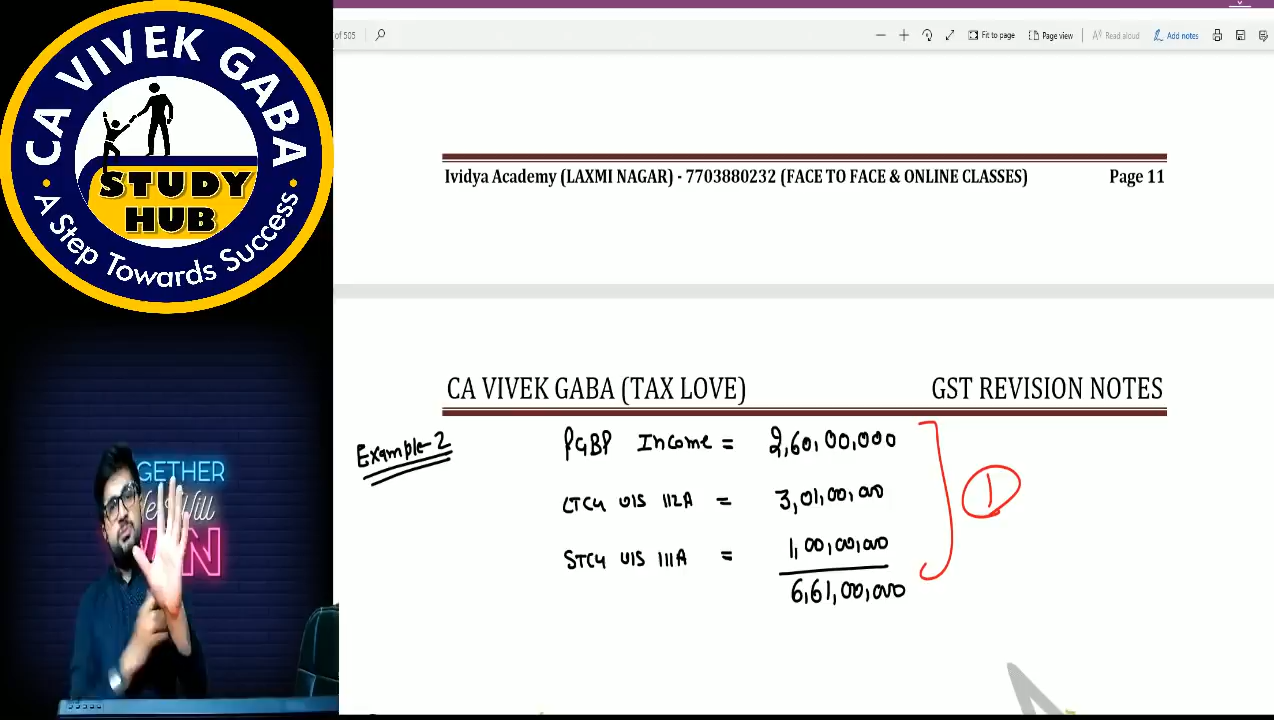 CA VIVEK GABA
STUDY
HUB
A Step Towards Success
of 585
Fit to page
Page view
Read aloud
Add notes
Ividya Academy (LAXMI NAGAR) - 7703880232 (FACE TO FACE & ONLINE CLASSES) Page 11
CA VIVEK GABA (TAX LOVE) GST REVISION NOTES
Example-2
PGBP Income = 2,60,00,000
LTCG U/S 112A = 3,01,00,000
STCG U/S 111A = 1,00,00,000
6,61,00,000
1
GETHER
We Will